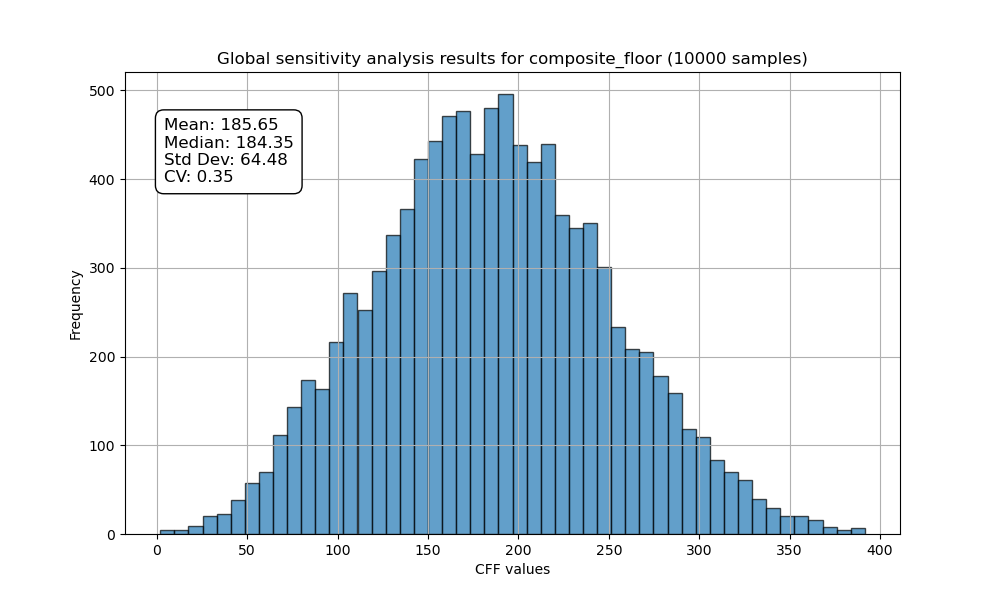 Global sensitivity analysis results for composite_floor (10000 samples)
Mean: 185.65
Median: 184.35
Std Dev: 64.48
CV: 0.35
Frequency
500
400
300
200
100
0
0 50 100 150 200 250 300 350 400
CFF values